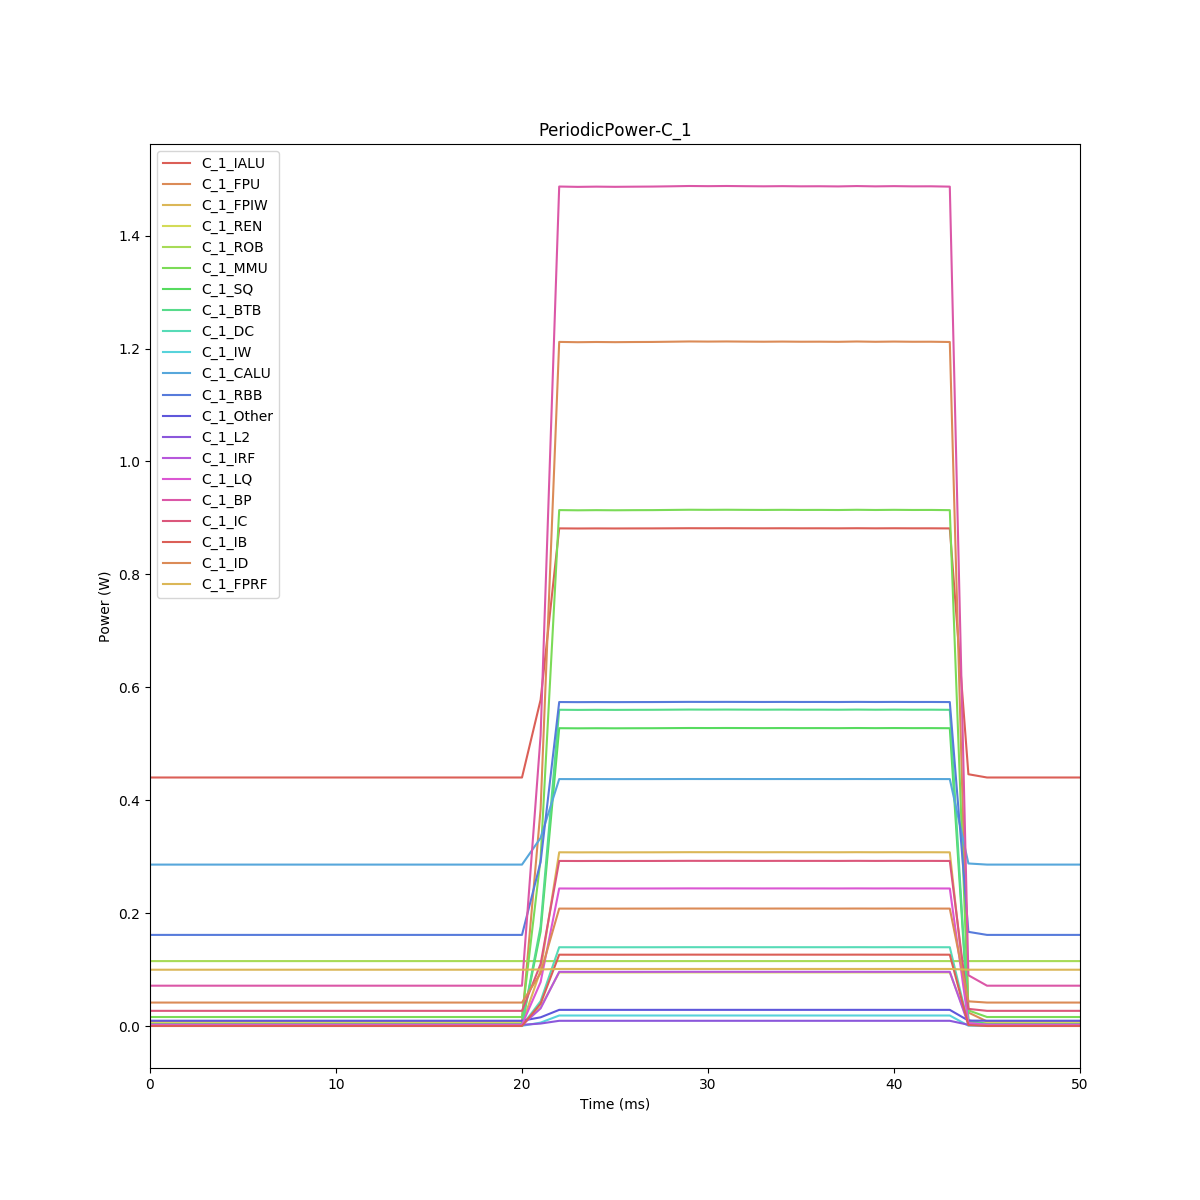 PeriodicPower-C_1
C_1_IALU
C_1_FPU
C_1_FPIW
C_1_REN
C_1_ROB
C_1_MMU
C_1_SQ
C_1_BTB
C_1_DC
C_1_IW
C_1_CALU
C_1_RBB
C_1_Other
C_1_L2
C_1_IRF
C_1_LQ
C_1_BP
C_1_IC
C_1_IB
C_1_ID
C_1_FPRF
1.4
1.2
1.0
0.8
0.6
0.4
0.2
0.0
Power (W)
0 10 20 30 40 50
Time (ms)